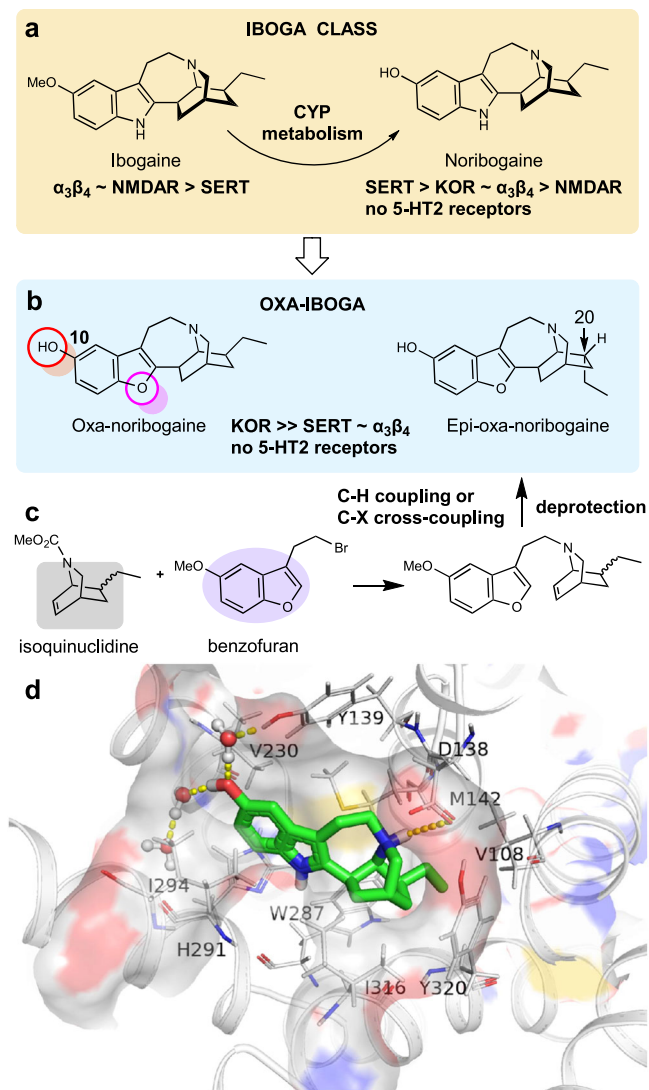 a
IBOGA CLASS
MeO
N
N
H
Ibogaine
α3β4 ~ NMDAR > SERT
CYP
metabolism
HO
N
N
H
Noribogaine
SERT > KOR ~ α3β4 > NMDAR
no 5-HT2 receptors
b
OXA-IBOGA
HO
10
N
O
Oxa-noribogaine
KOR >> SERT ~ α3β4
no 5-HT2 receptors
HO
N
20
H
O
Epi-oxa-noribogaine
C-H coupling or
C-X cross-coupling
deprotection
c
MeO2C
N
isoquinuclidine
+
MeO
Br
O
benzofuran
MeO
N
O
d
Y139
V230
D138
M142
V108
I294
W287
H291
I316
Y320